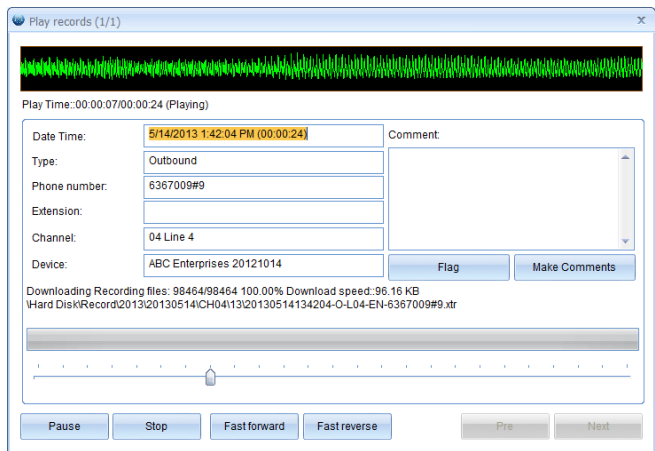 Play records (1/1)
x
Play Time::00:00:07/00:00:24 (Playing)
Date Time:
5/14/2013 1:42:04 PM (00:00:24)
Comment:
Type:
Outbound
Phone number:
6367009#9
Extension:
Channel:
04 Line 4
Device:
ABC Enterprises 20121014
Flag
Make Comments
Downloading Recording files: 98464/98464 100.00% Download speed::96.16 KB
\Hard Disk\Record\2013\20130514\CH04\13\20130514134204-O-L04-EN-6367009#9.xtr
Pause
Stop
Fast forward
Fast reverse
Pre
Next